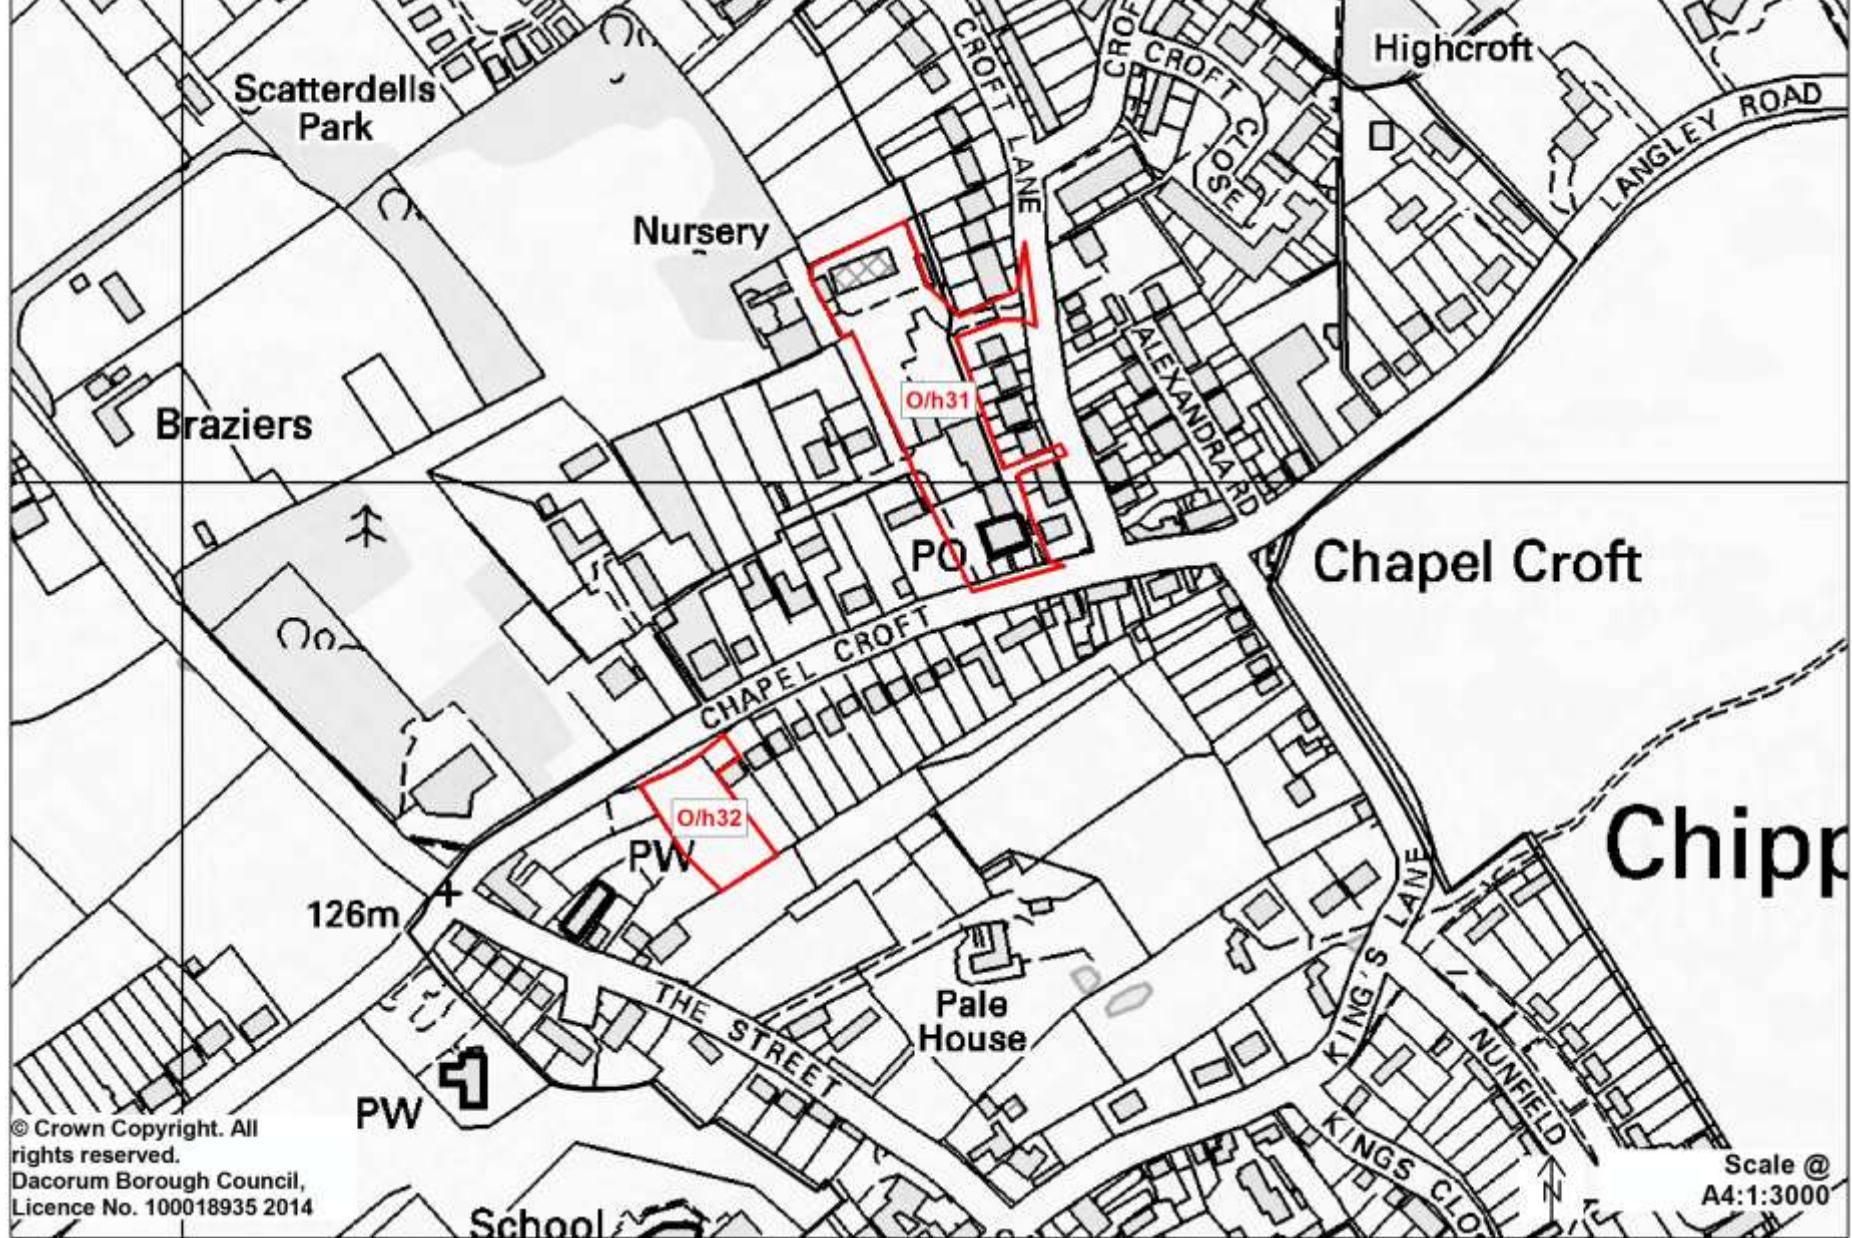 CROFT LANE
CROFT
CROFT CLOSE
Highcroft
Scatterdells
Park
LANGLEY ROAD
Nursery
O/h31
ALEXANDRA RD
Braziers
PO
Chapel Croft
CHAPEL CROFT
O/h32
PW
Chipp
126m
KING'S LANE
THE STREET
Pale
House
NUNFIELD
PW
KINGS CLO
School
© Crown Copyright. All
rights reserved.
Dacorum Borough Council,
Licence No. 100018935 2014
N
Scale @
A4:1:3000